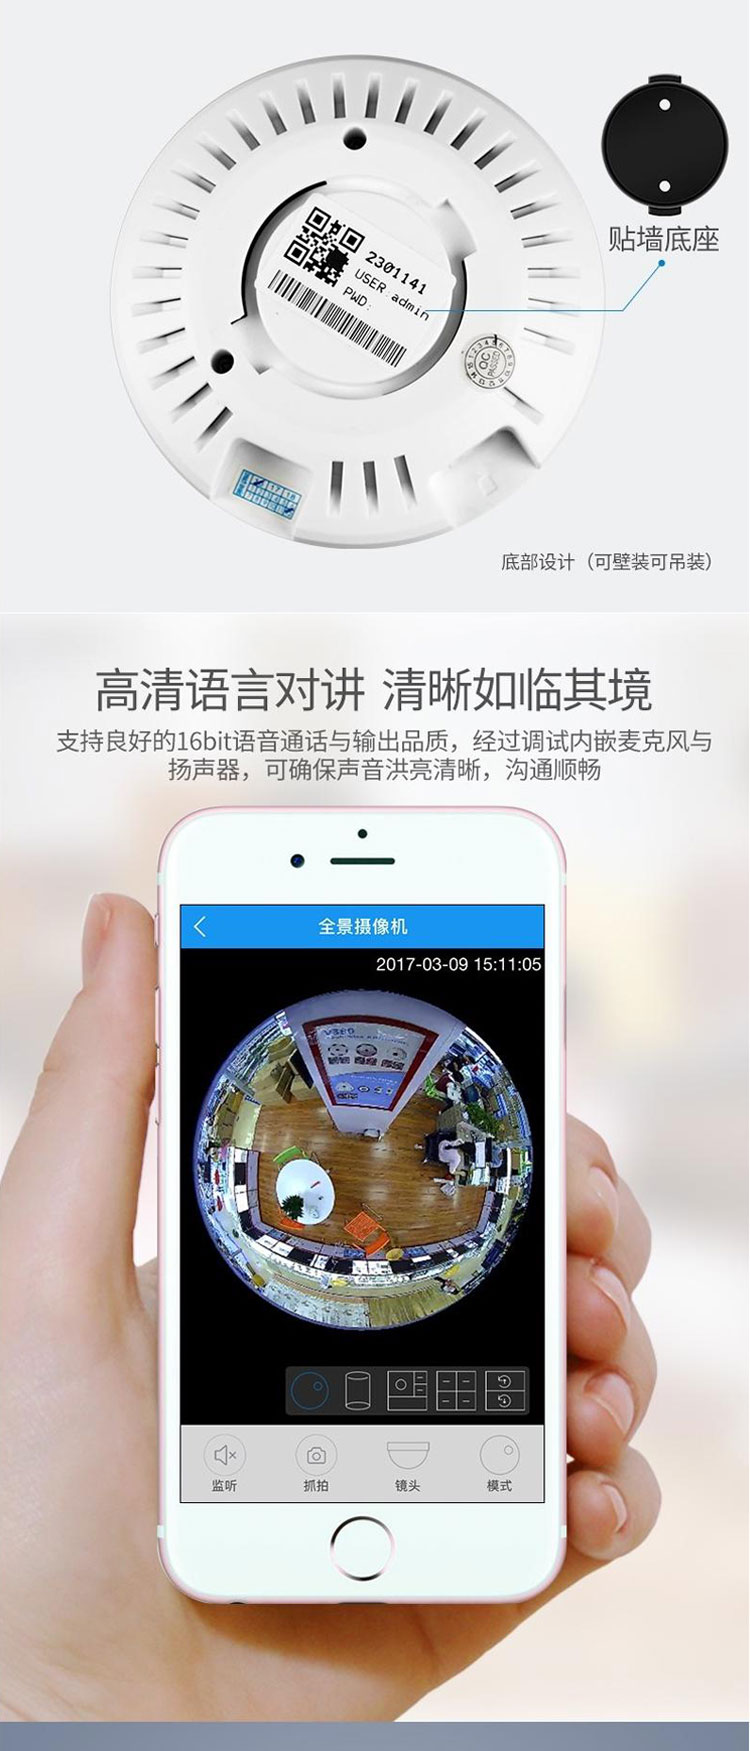 贴墙底座
2301141
USER:admin
PWD:
QC
PASSED
17 18
底部设计（可壁装可吊装）
高清语言对讲 清晰如临其境
支持良好的16bit语音通话与输出品质，经过调试内嵌麦克风与
扬声器，可确保声音洪亮清晰，沟通顺畅
全景摄像机
2017-03-09 15:11:05
V380
监听 抓拍 镜头 模式